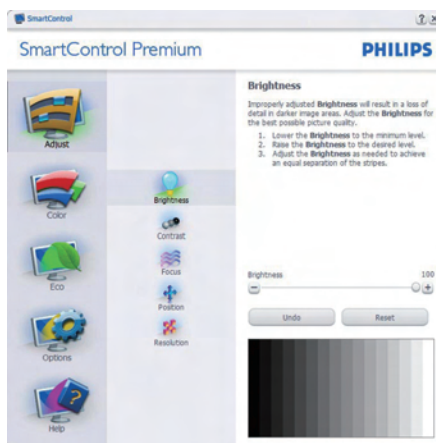 SmartControl
SmartControl Premium
PHILIPS
Adjust
Color
Eco
Options
Help
Brightness
Contrast
Focus
Position
Resolution
Brightness
Improperly adjusted Brightness will result in a loss of
detail in darker image areas. Adjust the Brightness for
the best possible picture quality.
1. Lower the Brightness to the minimum level.
2. Raise the Brightness to the desired level.
3. Adjust the Brightness as needed to achieve
an equal separation of the stripes.
Brightness 100
Undo Reset